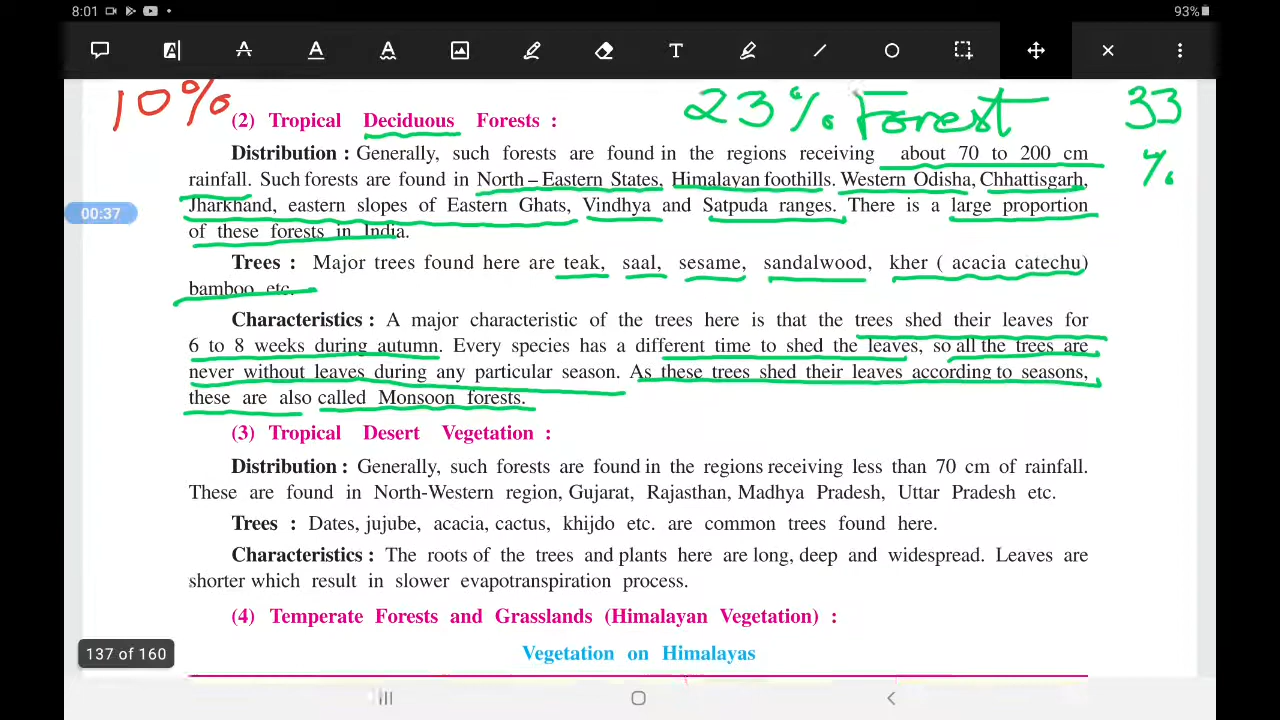 8:01
93%
10%
23% Forest
33
%
(2) Tropical Deciduous Forests :
Distribution : Generally, such forests are found in the regions receiving about 70 to 200 cm
rainfall. Such forests are found in North – Eastern States, Himalayan foothills. Western Odisha, Chhattisgarh,
00:37
Jharkhand, eastern slopes of Eastern Ghats, Vindhya and Satpuda ranges. There is a large proportion
of these forests in India.
Trees : Major trees found here are teak, saal, sesame, sandalwood, kher ( acacia catechu)
bamboo etc.
Characteristics : A major characteristic of the trees here is that the trees shed their leaves for
6 to 8 weeks during autumn. Every species has a different time to shed the leaves, so all the trees are
never without leaves during any particular season. As these trees shed their leaves according to seasons,
these are also called Monsoon forests.
(3) Tropical Desert Vegetation :
Distribution : Generally, such forests are found in the regions receiving less than 70 cm of rainfall.
These are found in North-Western region, Gujarat, Rajasthan, Madhya Pradesh, Uttar Pradesh etc.
Trees : Dates, jujube, acacia, cactus, khijdo etc. are common trees found here.
Characteristics : The roots of the trees and plants here are long, deep and widespread. Leaves are
shorter which result in slower evapotranspiration process.
(4) Temperate Forests and Grasslands (Himalayan Vegetation) :
137 of 160
Vegetation on Himalayas